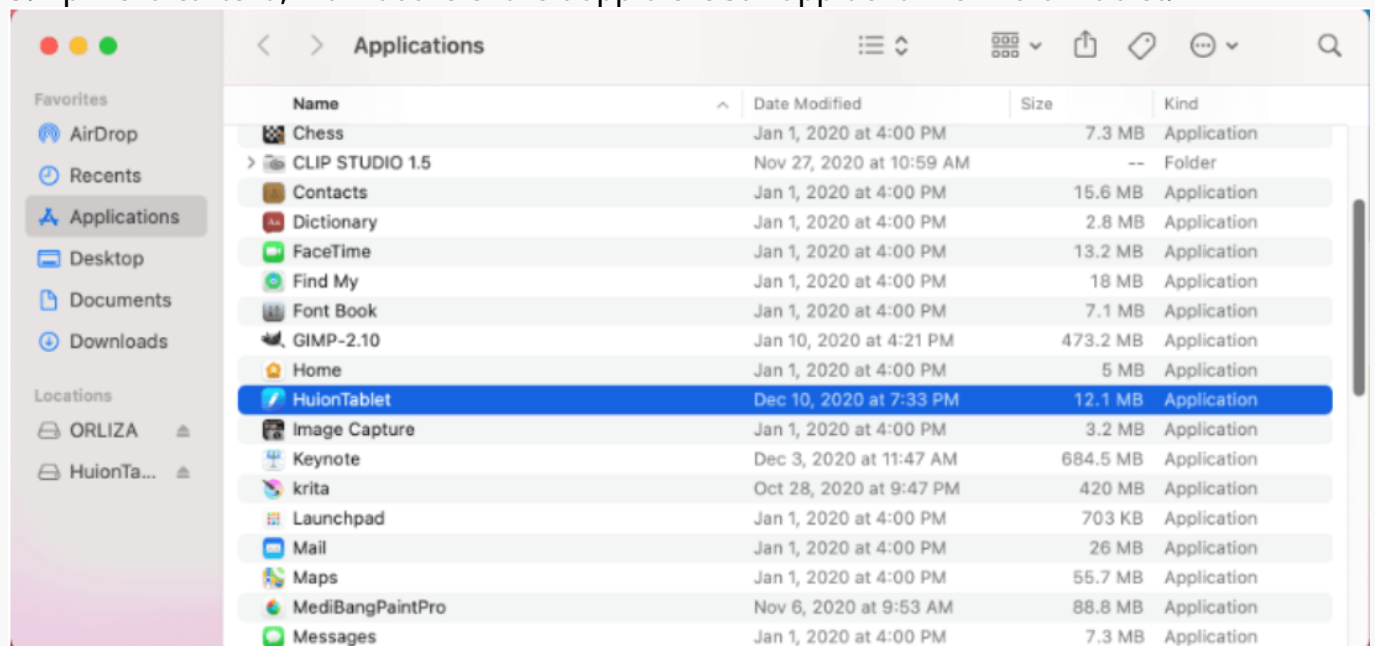 Applications
Favorites
AirDrop
Recents
Applications
Desktop
Documents
Downloads
Locations
ORLIZA
HuionTa...
Name Date Modified Size Kind
Chess Jan 1, 2020 at 4:00 PM 7.3 MB Application
CLIP STUDIO 1.5 Nov 27, 2020 at 10:59 AM -- Folder
Contacts Jan 1, 2020 at 4:00 PM 15.6 MB Application
Dictionary Jan 1, 2020 at 4:00 PM 2.8 MB Application
FaceTime Jan 1, 2020 at 4:00 PM 13.2 MB Application
Find My Jan 1, 2020 at 4:00 PM 18 MB Application
Font Book Jan 1, 2020 at 4:00 PM 7.1 MB Application
GIMP-2.10 Jan 10, 2020 at 4:21 PM 473.2 MB Application
Home Jan 1, 2020 at 4:00 PM 5 MB Application
HuionTablet Dec 10, 2020 at 7:33 PM 12.1 MB Application
Image Capture Jan 1, 2020 at 4:00 PM 3.2 MB Application
Keynote Dec 3, 2020 at 11:47 AM 684.5 MB Application
krita Oct 28, 2020 at 9:47 PM 420 MB Application
Launchpad Jan 1, 2020 at 4:00 PM 703 KB Application
Mail Jan 1, 2020 at 4:00 PM 26 MB Application
Maps Jan 1, 2020 at 4:00 PM 55.7 MB Application
MediBangPaintPro Nov 6, 2020 at 9:53 AM 88.8 MB Application
Messages Jan 1, 2020 at 4:00 PM 7.3 MB Application